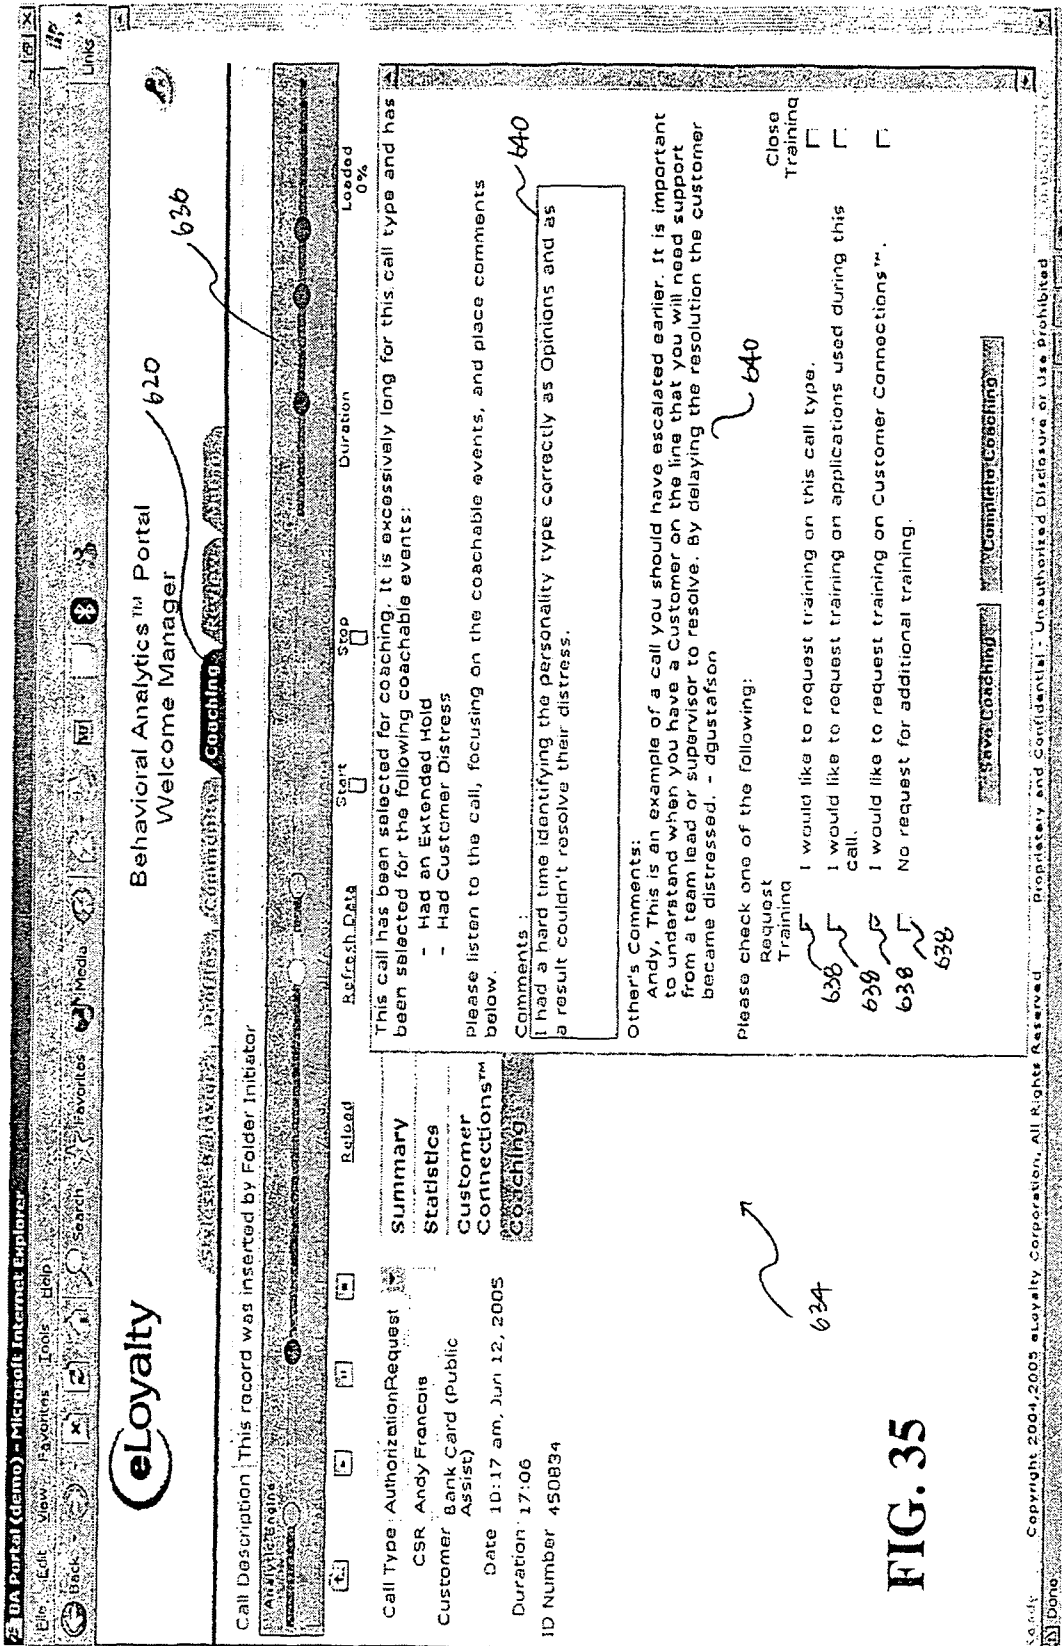 BA Portal (demo) - Microsoft Internet Explorer
File Edit View Favorites Tools Help
Back Search Favorites Media
Links
eLoyalty
Behavioral Analytics™ Portal
Welcome Manager
620
Coaching
636
Call Description This record was inserted by Folder Initiator
Analytic Engine
Reload Refresh Data Start Stop Duration Loaded
0%
Call Type AuthorizationRequest
CSR Andy Francois
Customer Bank Card (Public
Assist)
Date 10:17 am, Jun 12, 2005
Duration 17:06
ID Number 450834
Summary
Statistics
Customer
Connections™
Coaching
This call has been selected for coaching. It is excessively long for this call type and has
been selected for the following coachable events:
- Had an Extended Hold
- Had Customer Distress
Please listen to the call, focusing on the coachable events, and place comments
below.
Comments :
640
I had a hard time identifying the personality type correctly as Opinions and as
a result couldn't resolve their distress.
Other's Comments:
Andy, This is an example of a call you should have escalated earlier. It is important
to understand when you have a Customer on the line that you will need support
from a team lead or supervisor to resolve. By delaying the resolution the customer
became distressed. - dgustafson
640
Please check one of the following:
Request
Training
Close
Training
638 I would like to request training on this call type.
638 I would like to request training on applications used during this
call.
638 I would like to request training on Customer Connections™.
638 No request for additional training.
Save Coaching Complete Coaching
634
FIG. 35
Copyright 2004,2005 eLoyalty Corporation, All Rights Reserved Proprietary and Confidential - Unauthorized Disclosure or Use Prohibited
Done